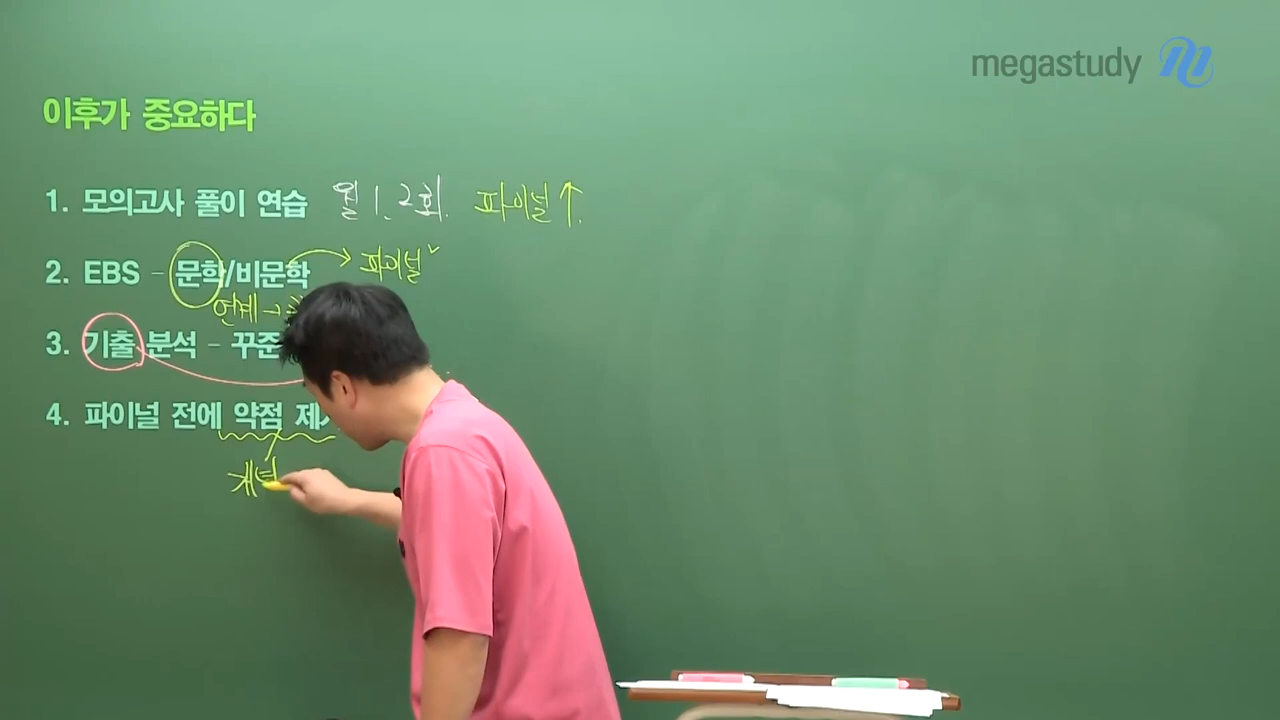 megastudy
이후가 중요하다
1. 모의고사 풀이 연습 월 1, 2회. 파이널↑.
2. EBS - 문학/비문학 → 파이널
연계→
3. 기출 분석 - 꾸준
4. 파이널 전에 약점
개념